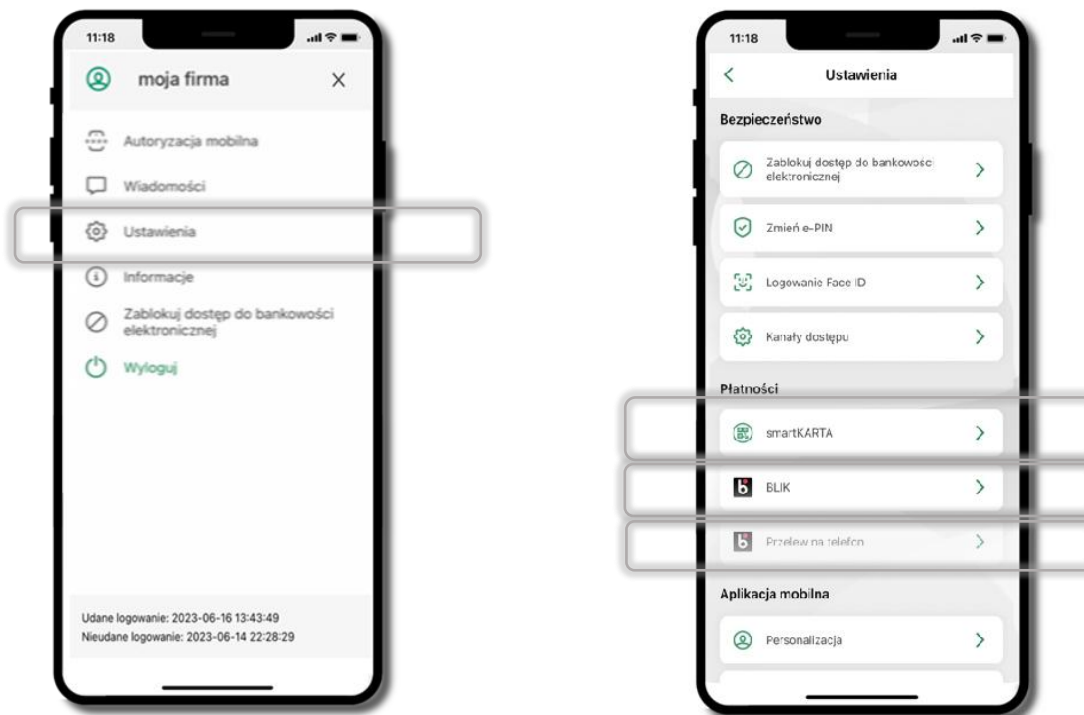 11:18
moja firma
Autoryzacja mobilna
Wiadomości
Ustawienia
Informacje
Zablokuj dostęp do bankowości
elektronicznej
Wyloguj
Udane logowanie: 2023-06-16 13:43:49
Nieudane logowanie: 2023-06-14 22:28:29
11:18
Ustawienia
Bezpieczeństwo
Zablokuj dostęp do bankowości
elektronicznej
Zmień e-PIN
Logowanie Face ID
Kanały dostępu
Płatności
smartKARTA
BLIK
Przelew na telefon
Aplikacja mobilna
Personalizacja